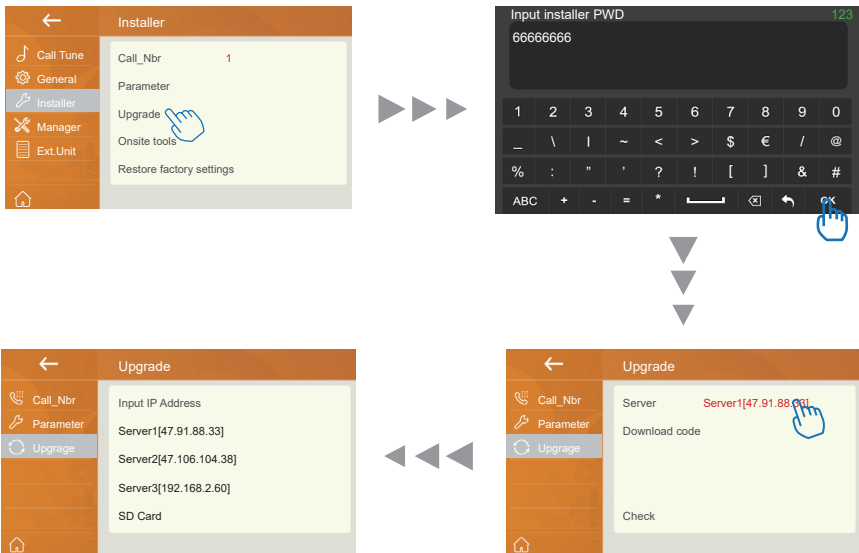 Installer
Call Tune
General
Installer
Manager
Ext.Unit
Call_Nbr 1
Parameter
Upgrade
Onsite tools
Restore factory settings
Input installer PWD 123
66666666
1 2 3 4 5 6 7 8 9 0
_ \ | ~ < > $ € / @
% : " ' ? ! [ ] & #
ABC + - = * OK
Upgrade
Call_Nbr
Parameter
Upgrage
Input IP Address
Server1[47.91.88.33]
Server2[47.106.104.38]
Server3[192.168.2.60]
SD Card
Upgrade
Call_Nbr
Parameter
Upgrage
Server Server1[47.91.88.33]
Download code
Check